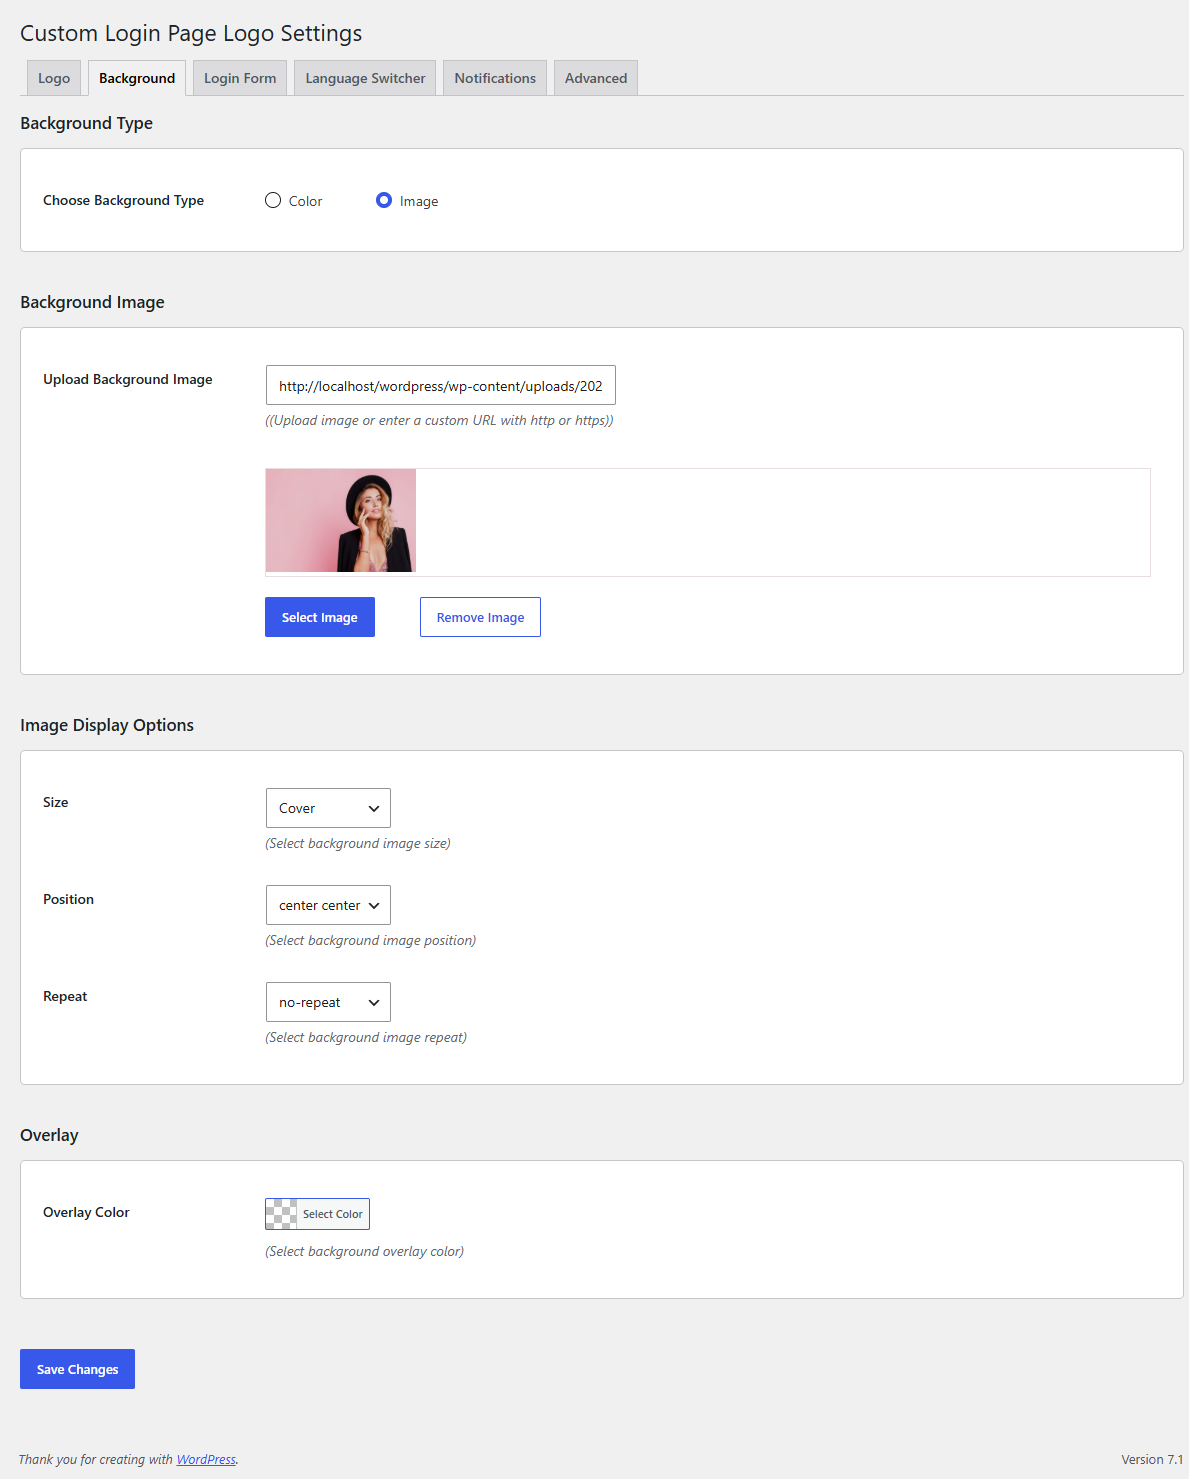 Custom Login Page Logo Settings
Logo Background Login Form Language Switcher Notifications Advanced
Background Type
Choose Background Type Color Image
Background Image
Upload Background Image http://localhost/wordpress/wp-content/uploads/202
((Upload image or enter a custom URL with http or https))
Select Image Remove Image
Image Display Options
Size Cover
(Select background image size)
Position center center
(Select background image position)
Repeat no-repeat
(Select background image repeat)
Overlay
Overlay Color Select Color
(Select background overlay color)
Save Changes
Thank you for creating with WordPress. Version 7.1